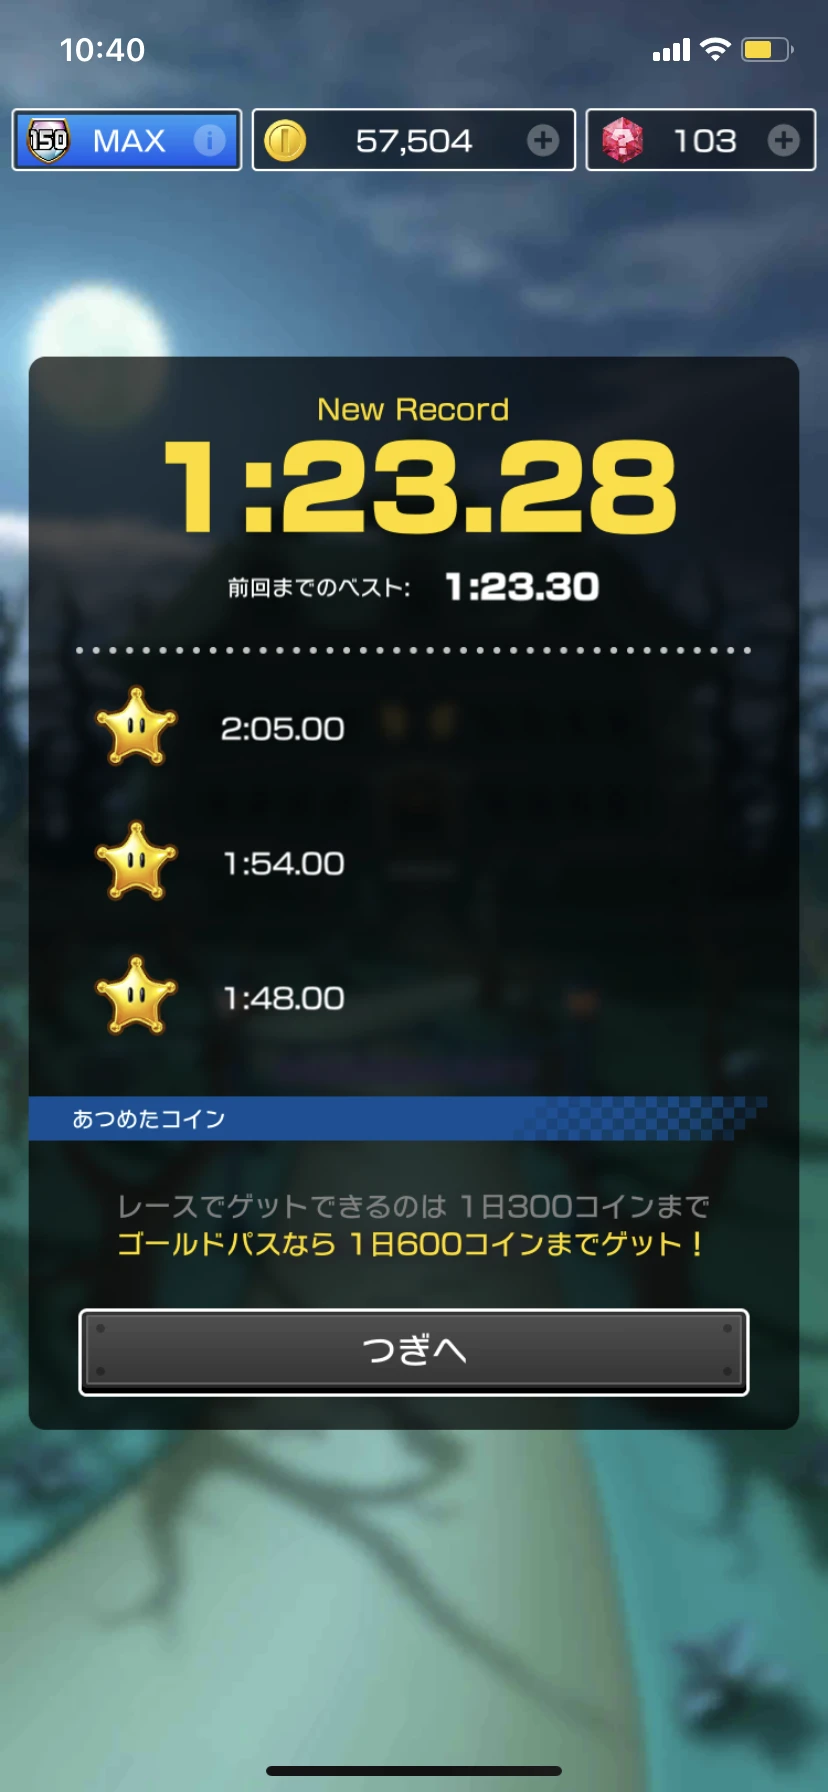 10:40
150 MAX i 57,504 + ? 103 +
New Record
1:23.28
前回までのベスト: 1:23.30
2:05.00
1:54.00
1:48.00
あつめたコイン
レースでゲットできるのは 1日300コインまで
ゴールドパスなら 1日600コインまでゲット！
つぎへ